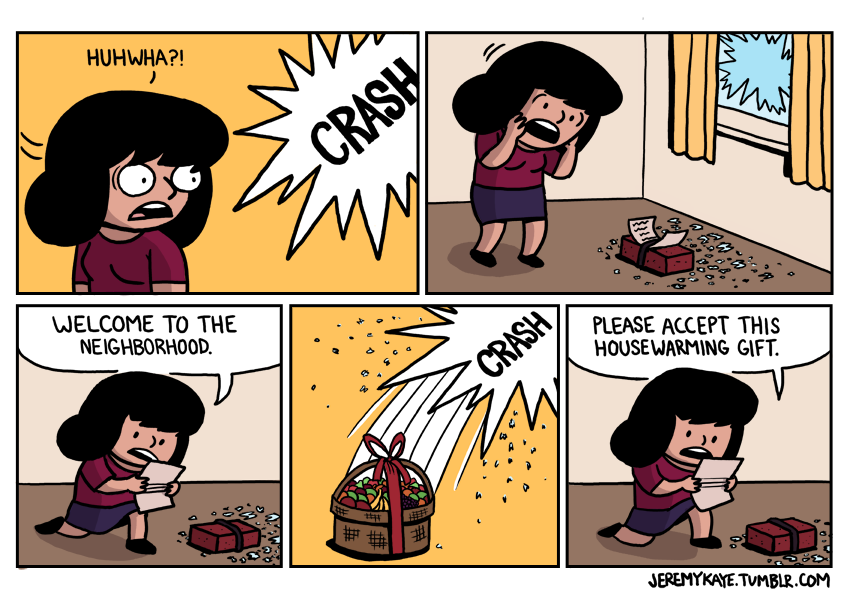 HUHWHA?!
CRASH
WELCOME TO THE
NEIGHBORHOOD.
CRASH
PLEASE ACCEPT THIS
HOUSEWARMING GIFT.
JEREMYKAYE.TUMBLR.COM